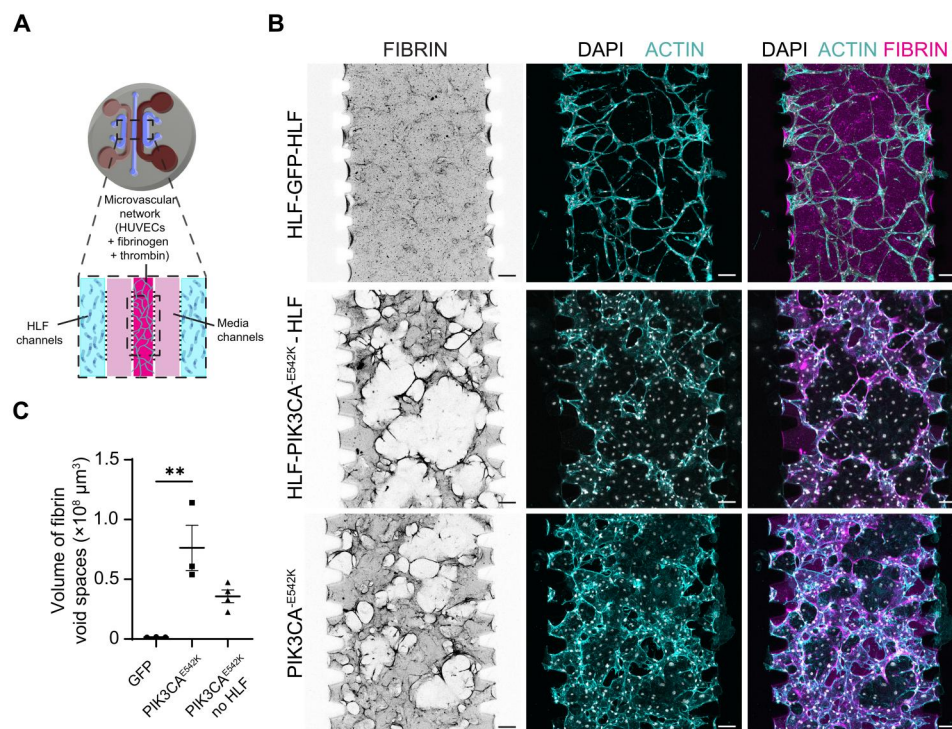 A
Microvascular
network
(HUVECs
+ fibrinogen
+ thrombin)
HLF
channels
Media
channels
B
FIBRIN
DAPI ACTIN
DAPI ACTIN FIBRIN
HLF-GFP-HLF
HLF-PIK3CA-E542K-HLF
PIK3CA-E542K
C
Volume of fibrin
void spaces (×10⁸ μm³)
1.5
1.0
0.5
0
**
GFP
PIK3CAE542K
PIK3CAE542K
no HLF